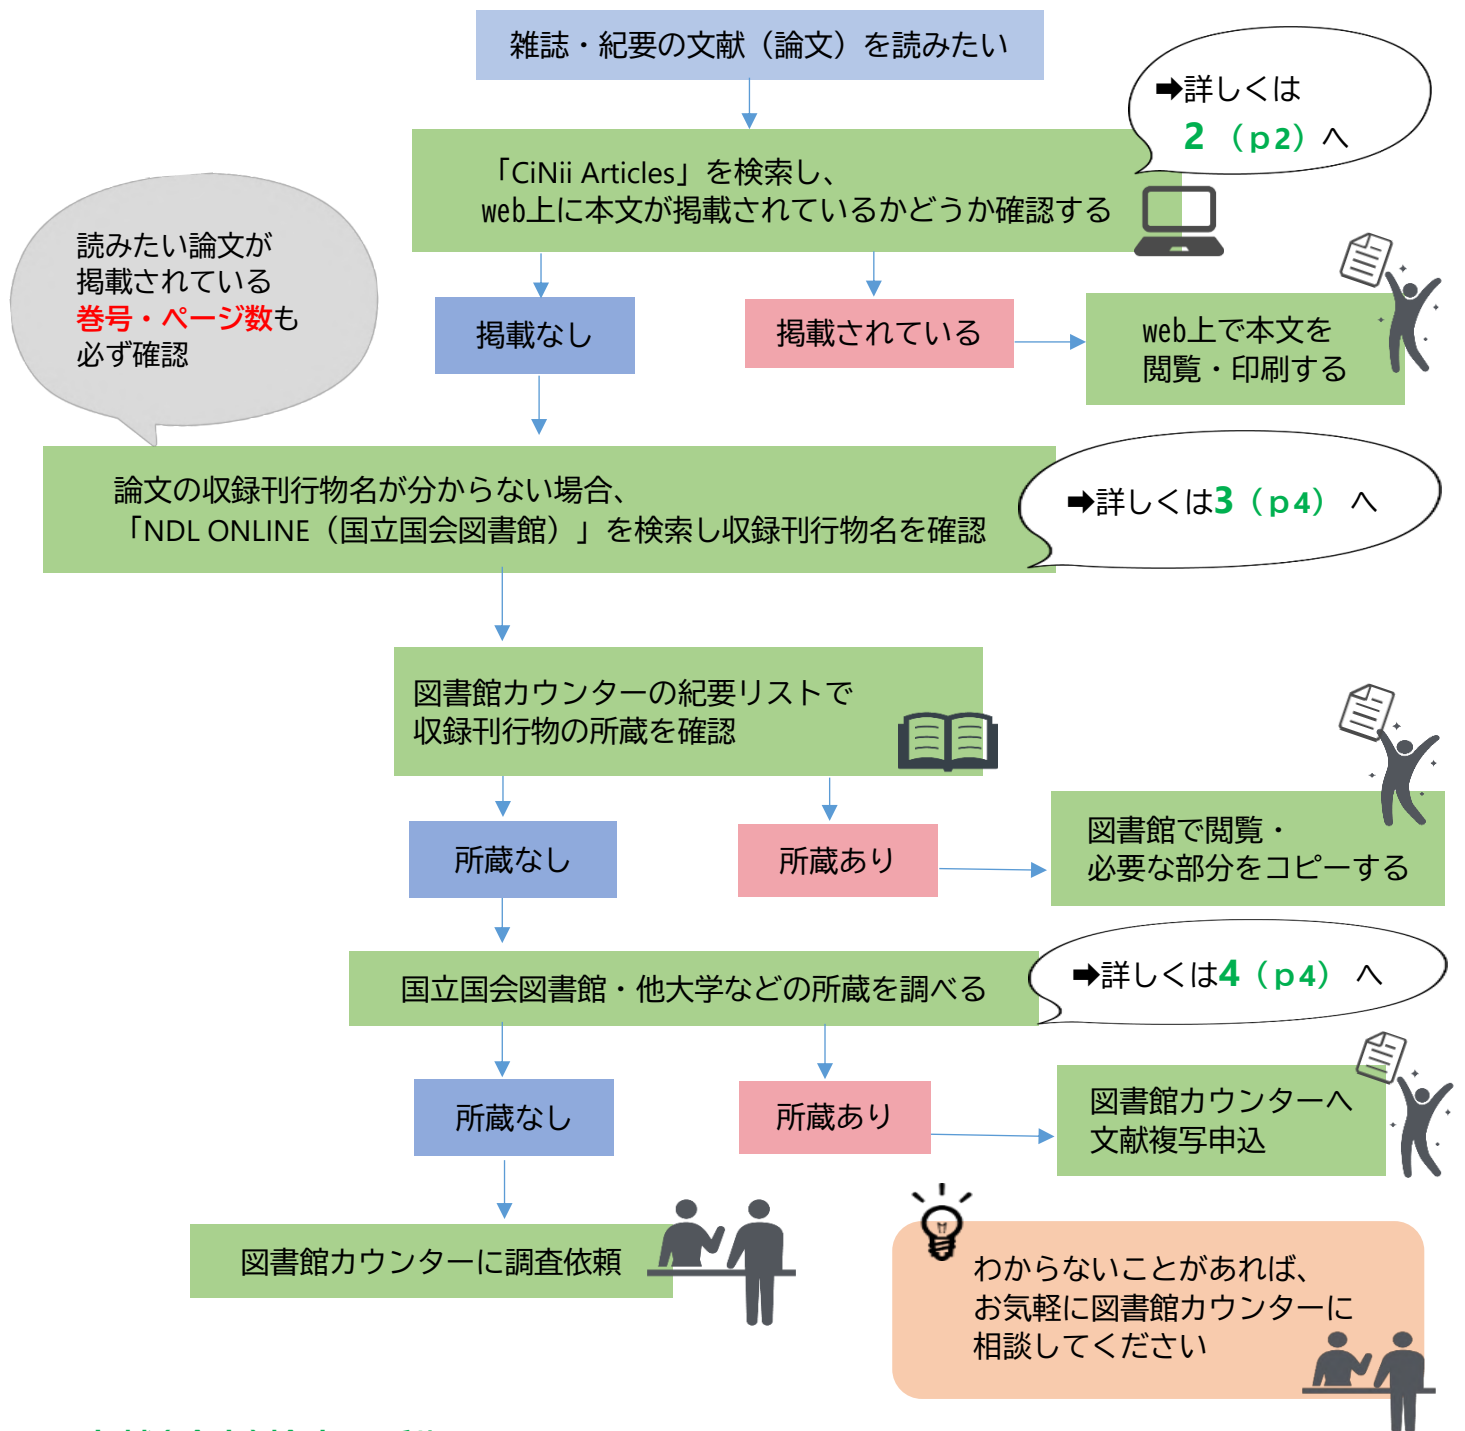 雑誌・紀要の文献（論文）を読みたい
➡詳しくは
2 （ｐ2）へ
「CiNii Articles」を検索し、
web上に本文が掲載されているかどうか確認する
読みたい論文が
掲載されている
巻号・ページ数も
必ず確認
掲載なし
掲載されている
web上で本文を
閲覧・印刷する
論文の収録刊行物名が分からない場合、
「NDL ONLINE（国立国会図書館）」を検索し収録刊行物名を確認
➡詳しくは3（ｐ4） へ
図書館カウンターの紀要リストで
収録刊行物の所蔵を確認
所蔵なし
所蔵あり
図書館で閲覧・
必要な部分をコピーする
国立国会図書館・他大学などの所蔵を調べる
➡詳しくは4（ｐ4） へ
所蔵なし
所蔵あり
図書館カウンターへ
文献複写申込
図書館カウンターに調査依頼
わからないことがあれば、
お気軽に図書館カウンターに
相談してください